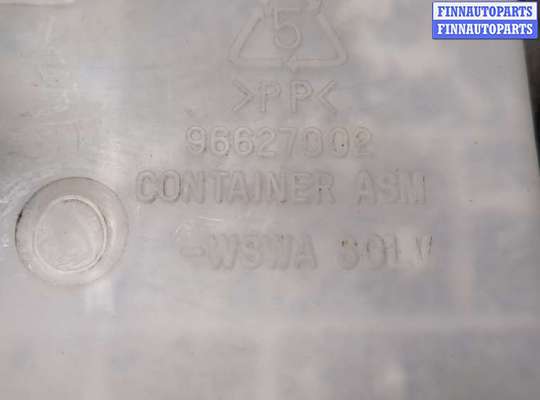 FINNAUTOPARTS
FINNAUTOPARTS
5
>PP<
96627002
CONTAINER ASM
-WSWA SOLV